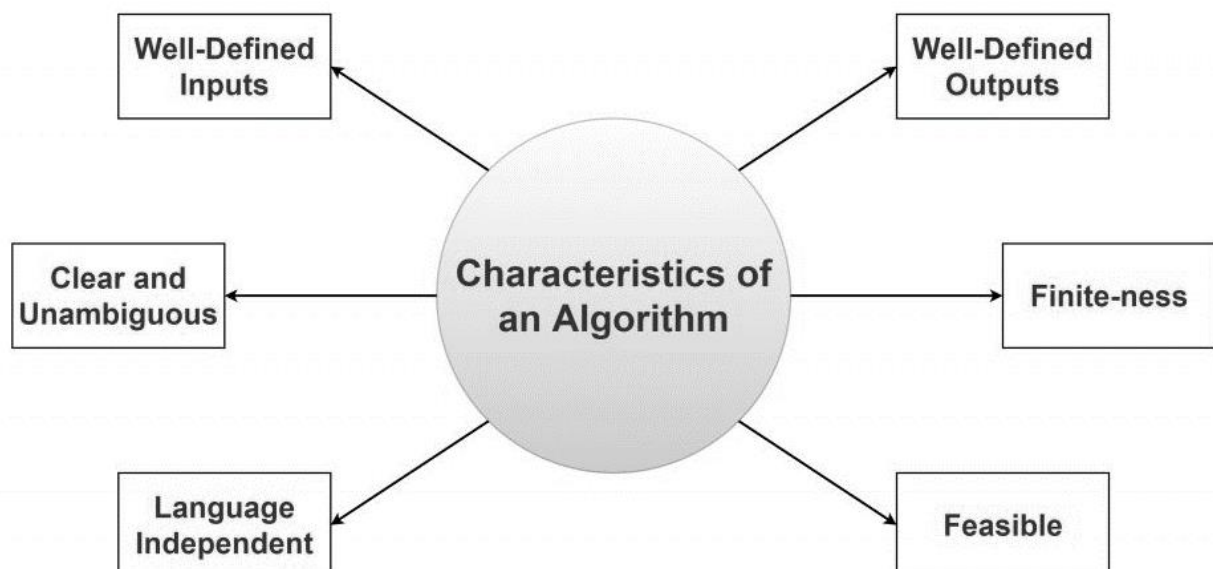 Well-Defined
Inputs
Well-Defined
Outputs
Clear and
Unambiguous
Characteristics of
an Algorithm
Finite-ness
Language
Independent
Feasible